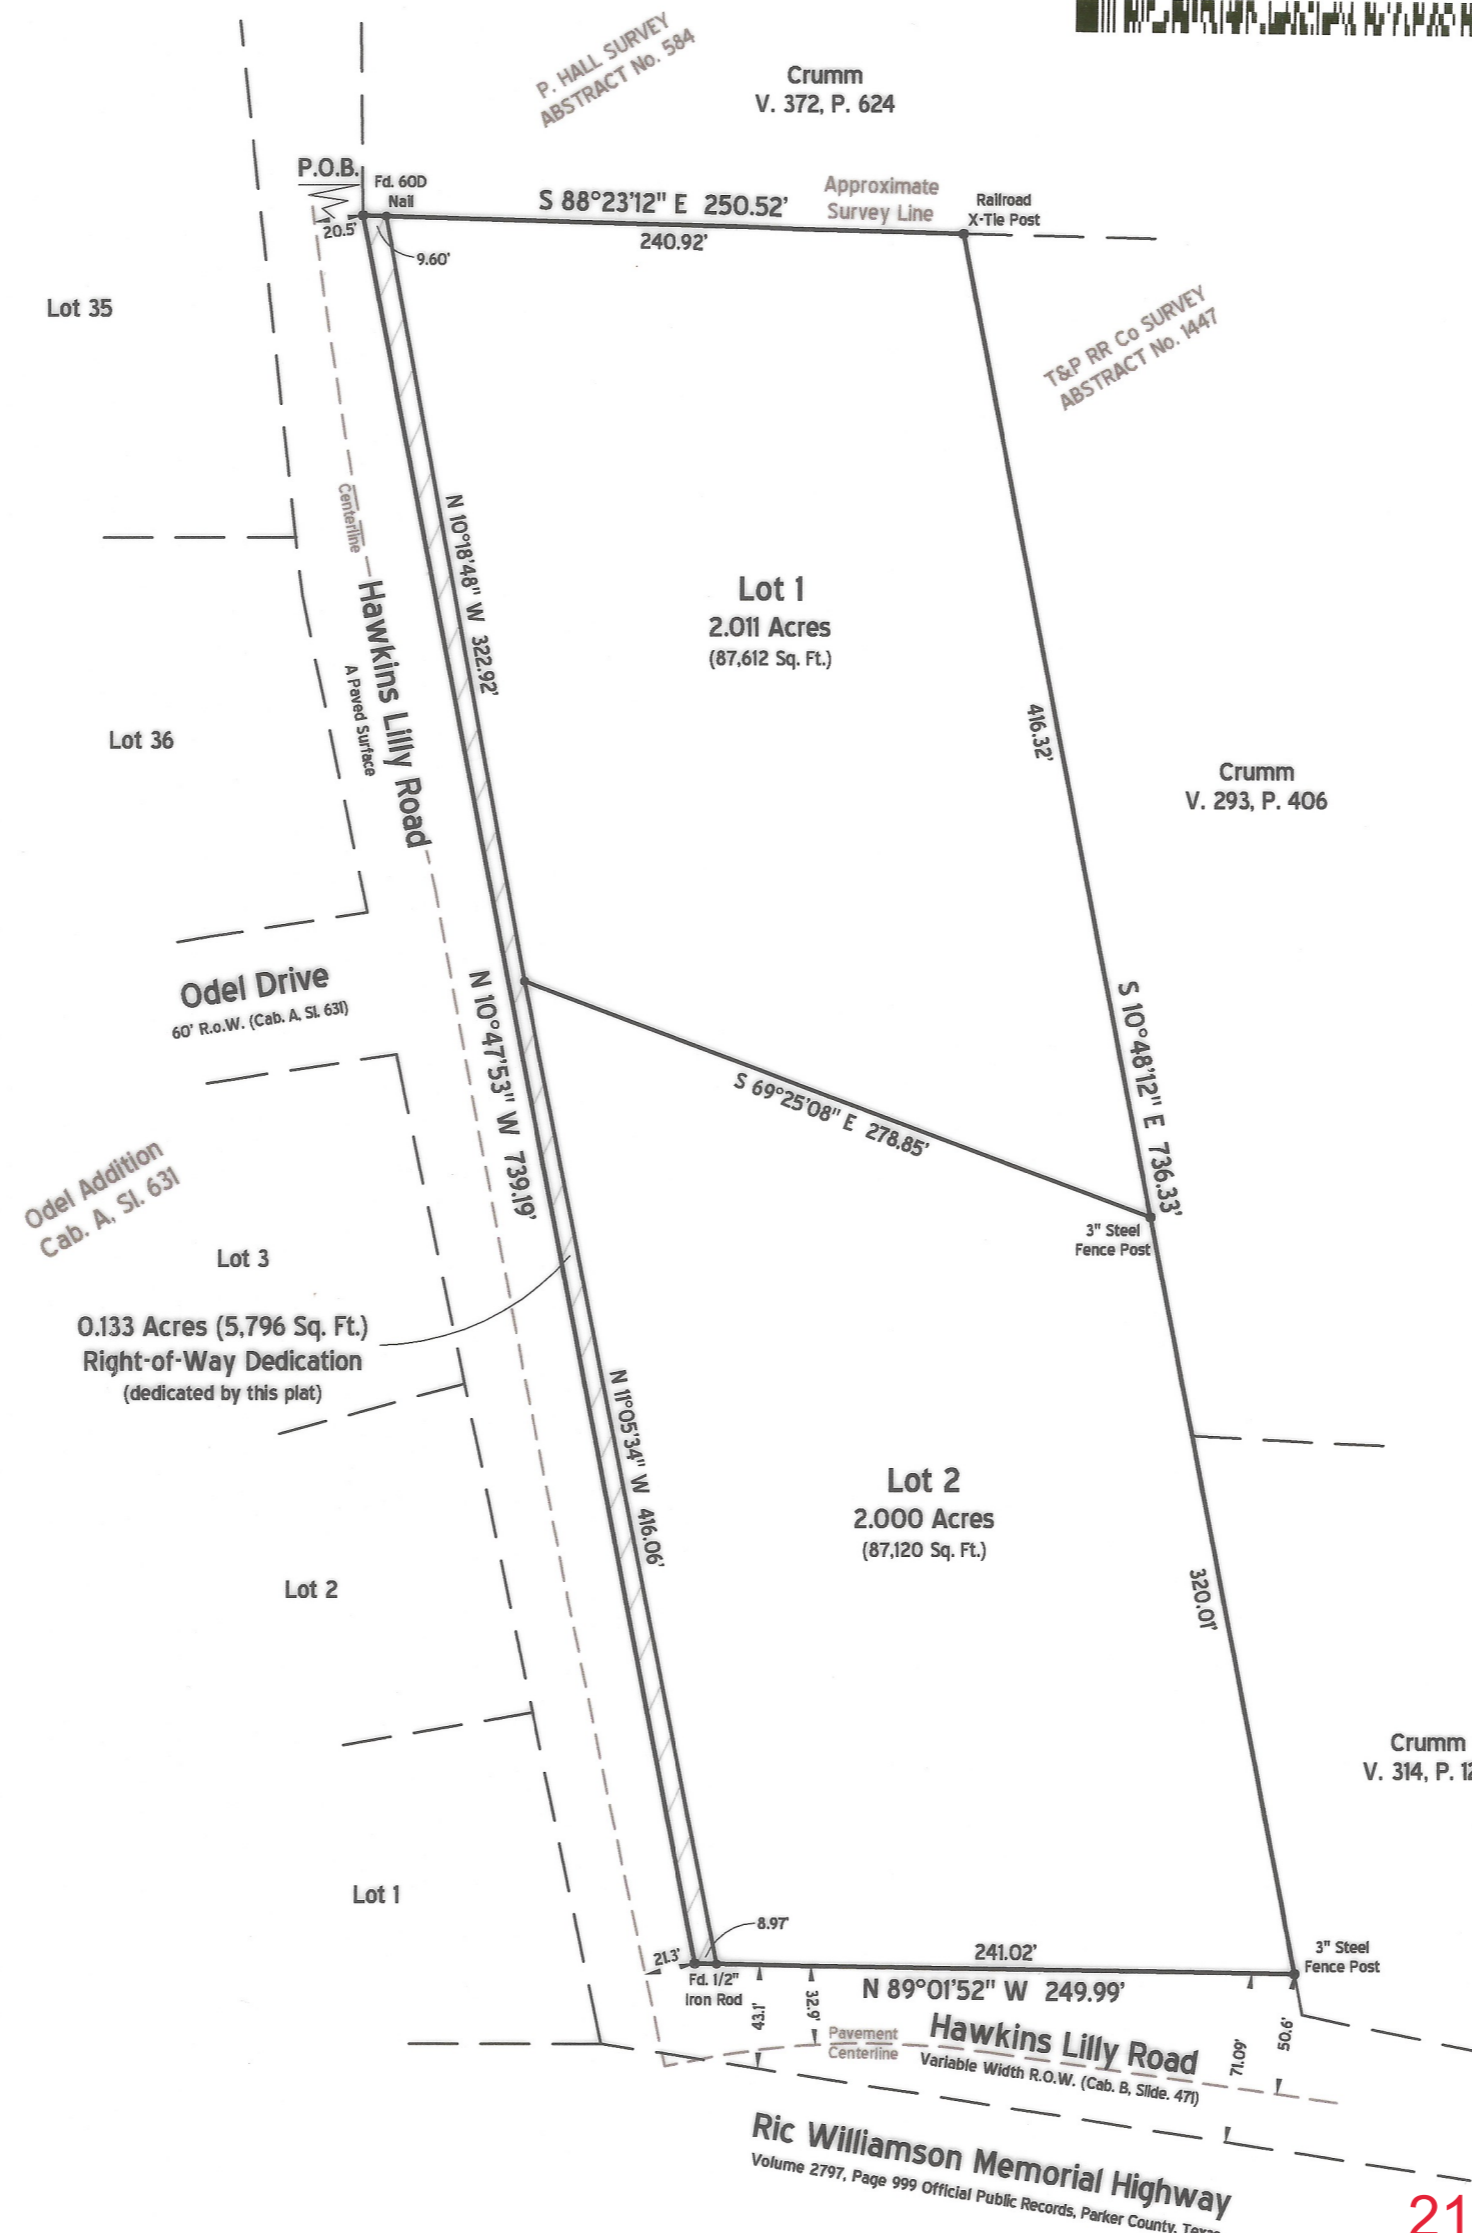 P. HALL SURVEY
ABSTRACT No. 584
Crumm
V. 372, P. 624
P.O.B.
Fd. 60D
Nail
S 88°23'12" E 250.52'
Approximate
Survey Line
Railroad
X-Tie Post
20.5'
240.92'
9.60'
Lot 35
T&P RR Co SURVEY
ABSTRACT No. 1447
Centerline
N 10°18'48" W 322.92'
Hawkins Lilly Road
A Paved Surface
Lot 1
2.011 Acres
(87,612 Sq. Ft.)
416.32'
Lot 36
Crumm
V. 293, P. 406
Odel Drive
60' R.o.W. (Cab. A, Sl. 631)
N 10°47'53" W 739.19'
S 10°48'12" E 736.33'
S 69°25'08" E 278.85'
Odel Addition
Cab. A, Sl. 631
3" Steel
Fence Post
Lot 3
0.133 Acres (5,796 Sq. Ft.)
Right-of-Way Dedication
(dedicated by this plat)
N 11°05'34" W 416.06'
Lot 2
2.000 Acres
(87,120 Sq. Ft.)
Lot 2
320.01'
Crumm
V. 314, P.
Lot 1
8.97'
21.3'
241.02'
3" Steel
Fence Post
Fd. 1/2"
Iron Rod
N 89°01'52" W 249.99'
43.1'
32.9'
Pavement
Centerline
Hawkins Lilly Road
Variable Width R.O.W. (Cab. B, Slide. 471)
71.09'
50.6'
Ric Williamson Memorial Highway
Volume 2797, Page 999 Official Public Records, Parker County, Texas
21